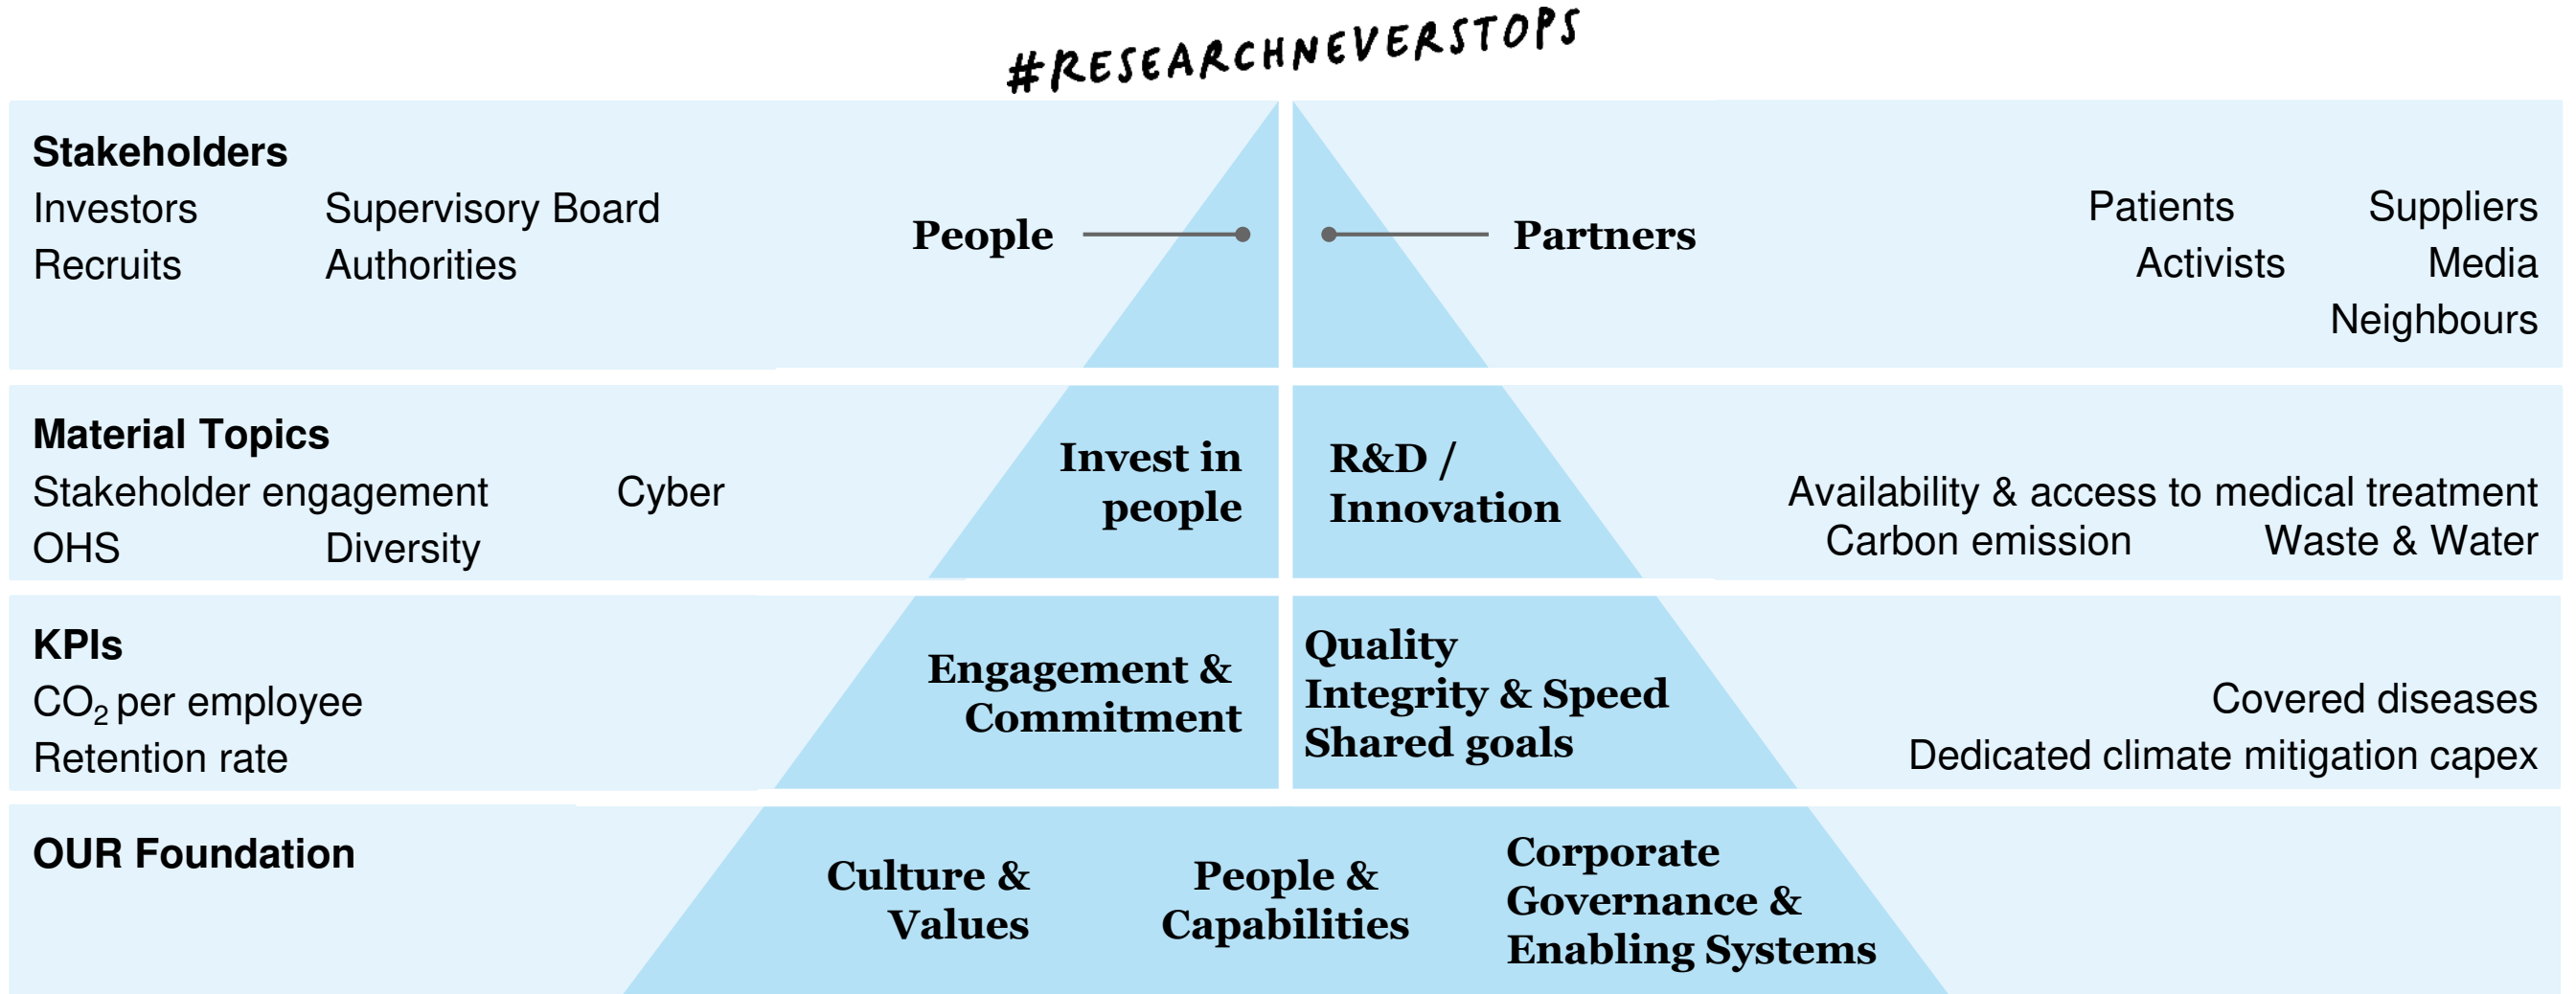 #RESEARCHNEVERSTOPS
Stakeholders
Investors Supervisory Board
Recruits Authorities
People
Partners
Patients Suppliers
Activists Media
Neighbours
Material Topics
Stakeholder engagement Cyber
OHS Diversity
Invest in
people
R&D /
Innovation
Availability & access to medical treatment
Carbon emission Waste & Water
KPIs
CO₂ per employee
Retention rate
Engagement &
Commitment
Quality
Integrity & Speed
Shared goals
Covered diseases
Dedicated climate mitigation capex
OUR Foundation
Culture &
Values
People &
Capabilities
Corporate
Governance &
Enabling Systems